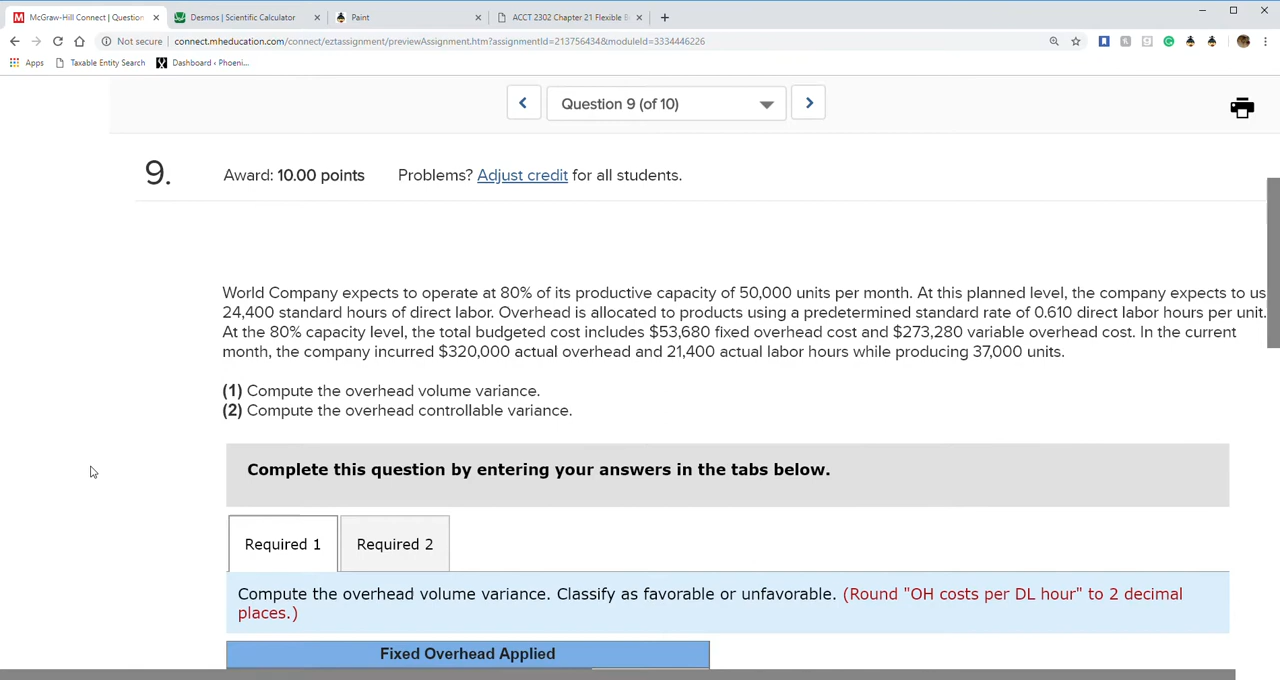 McGraw-Hill Connect | Question
Desmos | Scientific Calculator
Paint
ACCT 2302 Chapter 21 Flexible B
Not secure | connect.mheducation.com/connect/eztassignment/previewAssignment.htm?assignmentId=213756434&moduleId=3334446226
Apps
Taxable Entity Search
Dashboard ‹ Phoeni...
Question 9 (of 10)
9.
Award: 10.00 points
Problems? Adjust credit for all students.
World Company expects to operate at 80% of its productive capacity of 50,000 units per month. At this planned level, the company expects to us
24,400 standard hours of direct labor. Overhead is allocated to products using a predetermined standard rate of 0.610 direct labor hours per unit.
At the 80% capacity level, the total budgeted cost includes $53,680 fixed overhead cost and $273,280 variable overhead cost. In the current
month, the company incurred $320,000 actual overhead and 21,400 actual labor hours while producing 37,000 units.
(1) Compute the overhead volume variance.
(2) Compute the overhead controllable variance.
Complete this question by entering your answers in the tabs below.
Required 1
Required 2
Compute the overhead volume variance. Classify as favorable or unfavorable. (Round "OH costs per DL hour" to 2 decimal
places.)
Fixed Overhead Applied